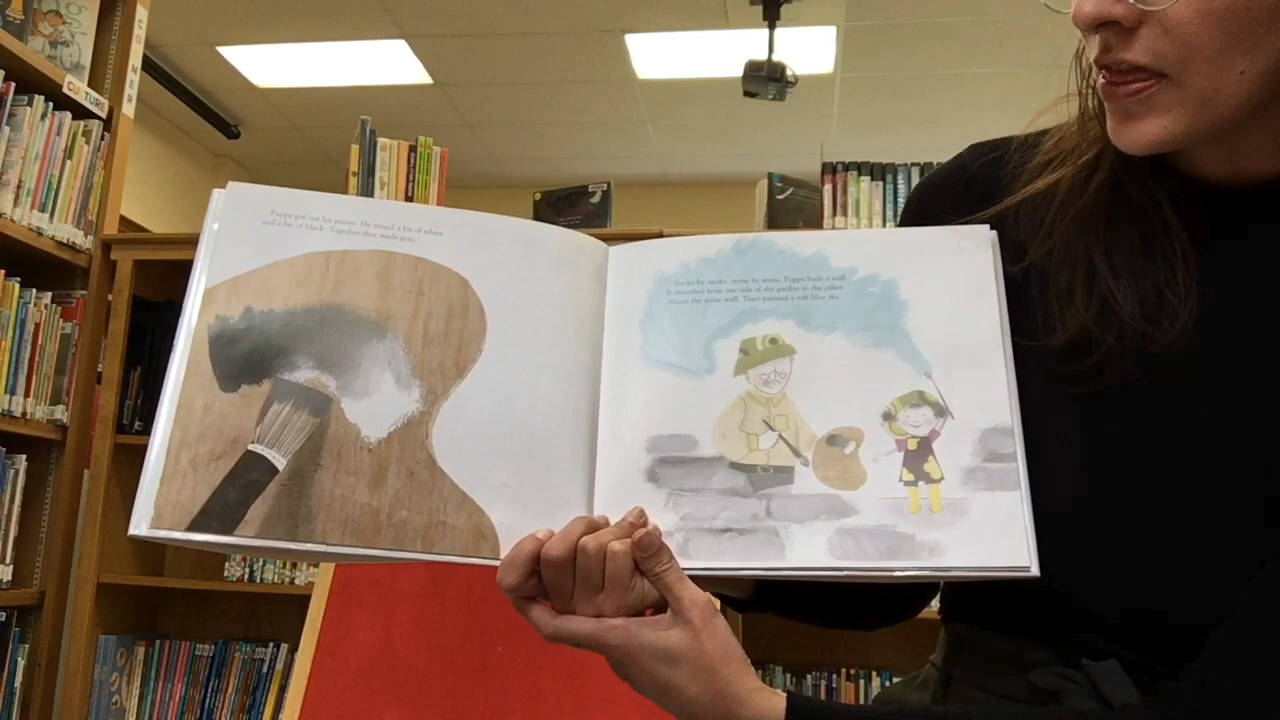 CORNER
CULTURE
Poppa got out his paints. He mixed a bit of white
and a bit of black. Together they made grey.
Stroke by stroke, stone by stone, Poppa built a wall.
It stretched from one side of the garden to the other.
Above the stone wall, Theo painted a soft blue sky.